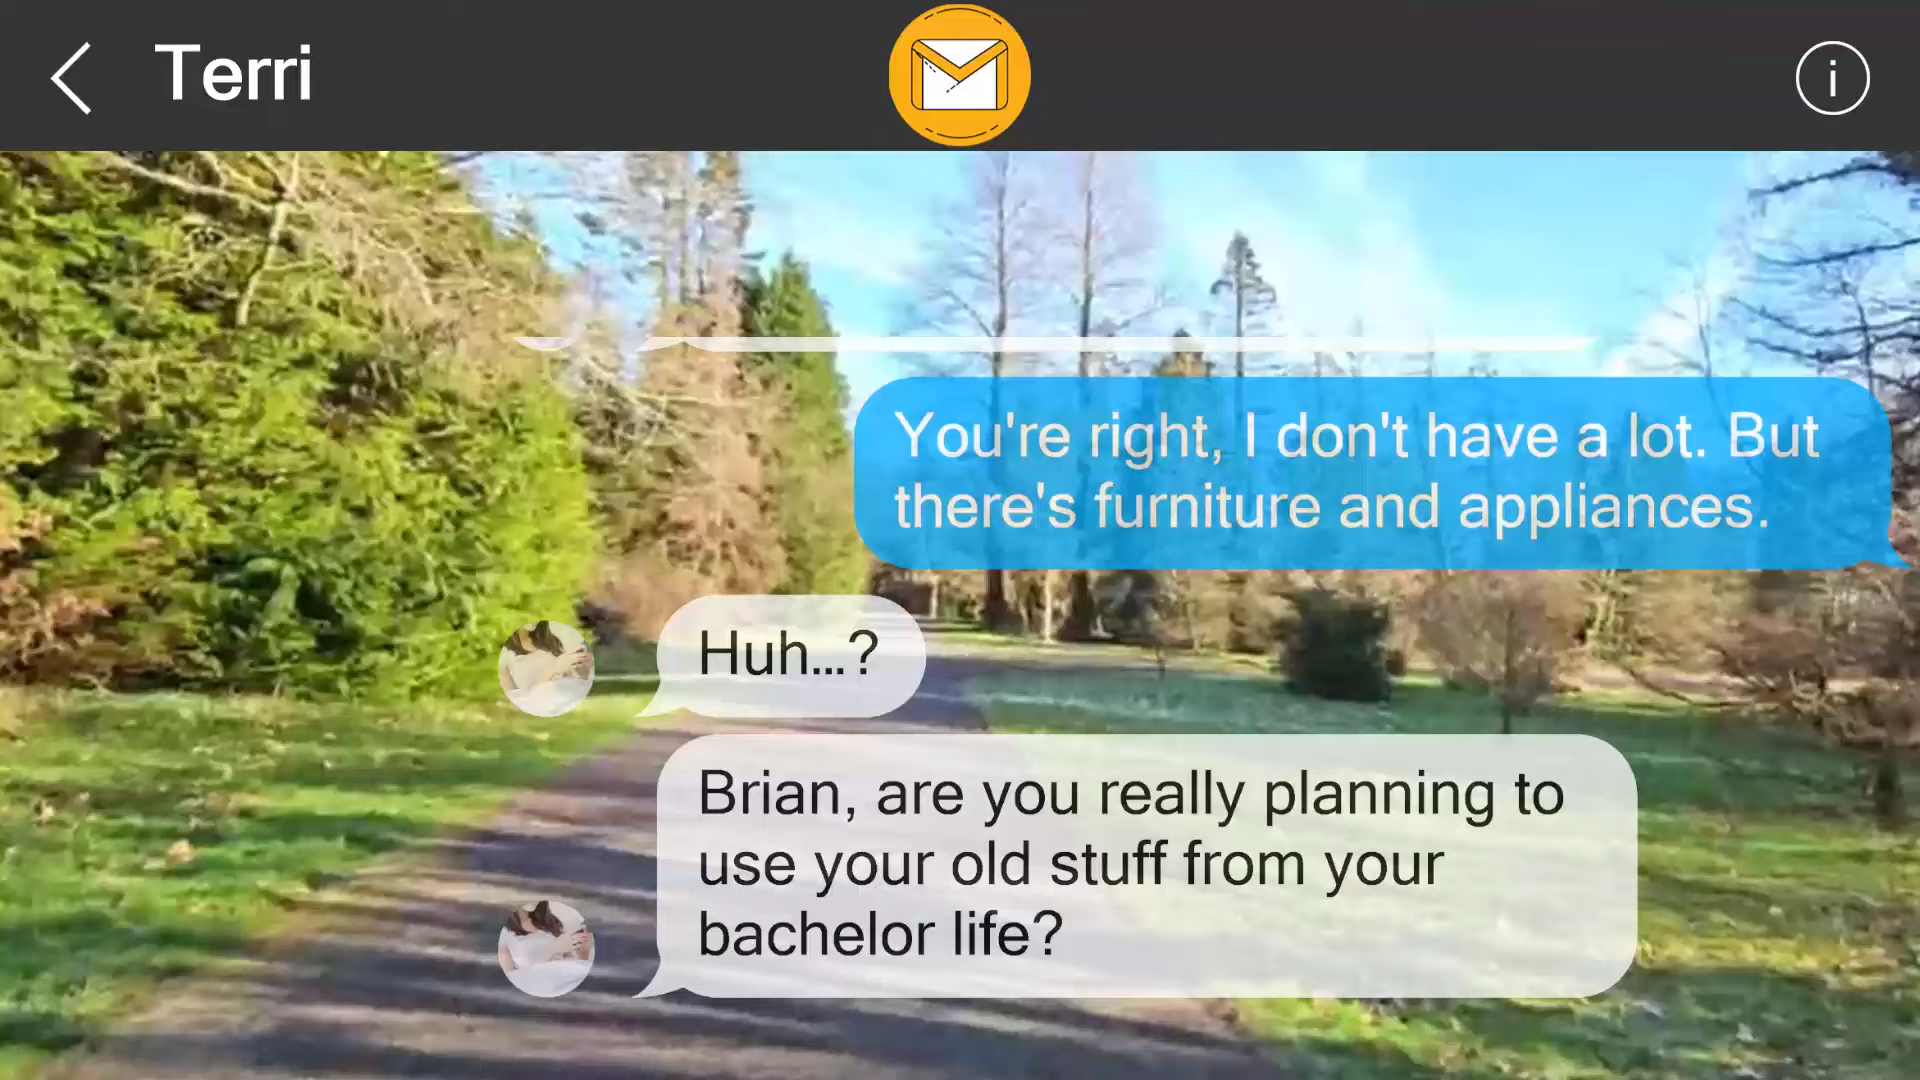 Terri
You're right, I don't have a lot. But
there's furniture and appliances.
Huh...?
Brian, are you really planning to
use your old stuff from your
bachelor life?